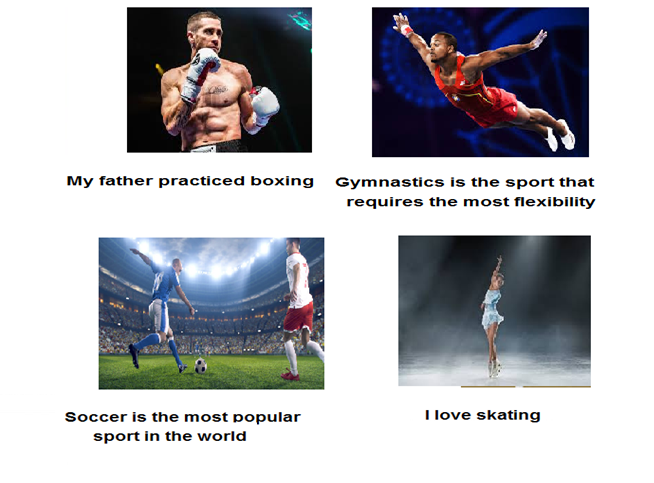 My father practiced boxing
Gymnastics is the sport that
requires the most flexibility
Soccer is the most popular
sport in the world
I love skating